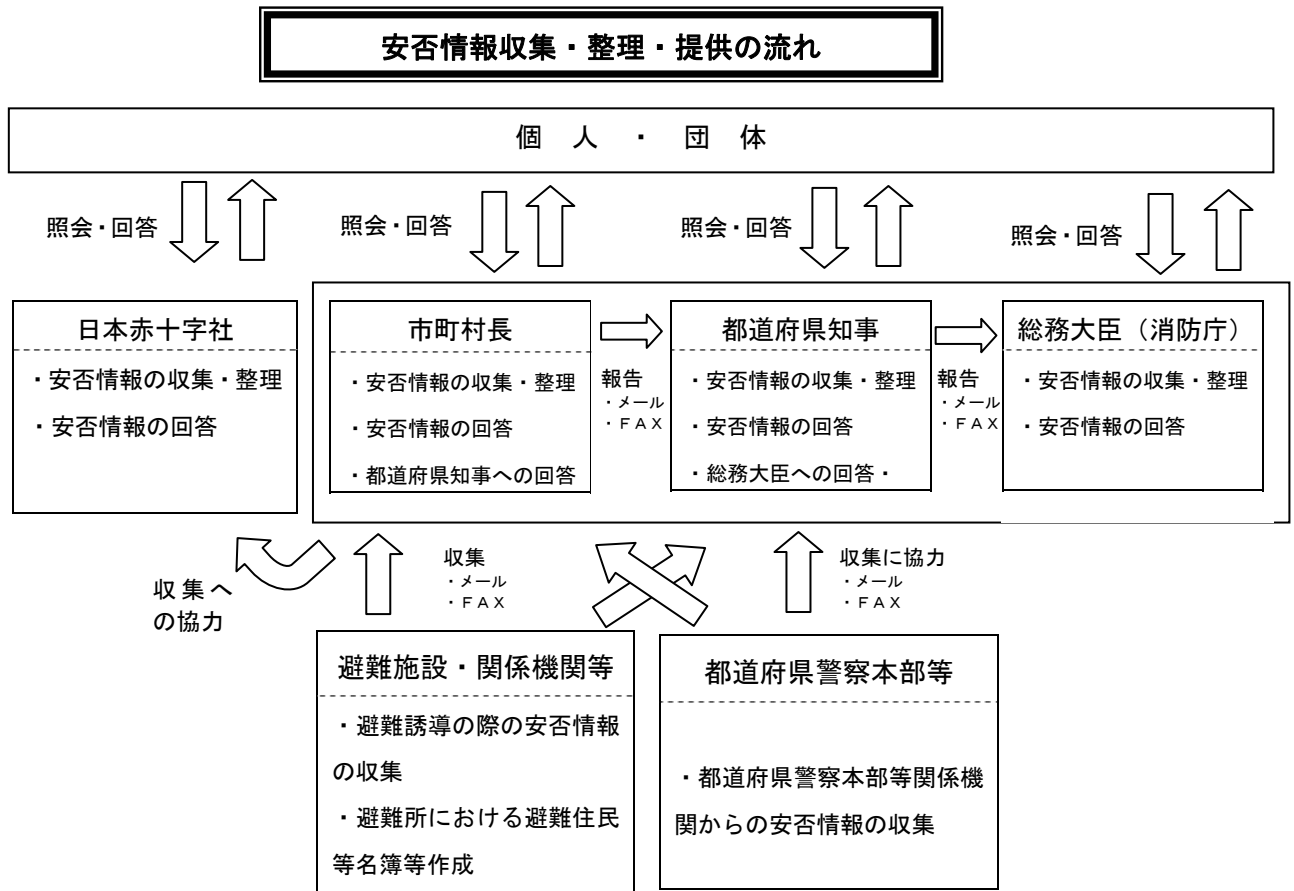 安否情報収集・整理・提供の流れ
個 人 ・ 団 体
照会・回答
照会・回答
照会・回答
照会・回答
日本赤十字社
・安否情報の収集・整理
・安否情報の回答
市町村長
・安否情報の収集・整理
・安否情報の回答
・都道府県知事への回答
報告
・メール
・ＦＡＸ
都道府県知事
・安否情報の収集・整理
・安否情報の回答
・総務大臣への回答・
報告
・メール
・ＦＡＸ
総務大臣（消防庁）
・安否情報の収集・整理
・安否情報の回答
収集へ
の協力
収集
・メール
・ＦＡＸ
収集に協力
・メール
・ＦＡＸ
避難施設・関係機関等
・避難誘導の際の安否情報
の収集
・避難所における避難住民
等名簿等作成
都道府県警察本部等
・都道府県警察本部等関係機
関からの安否情報の収集